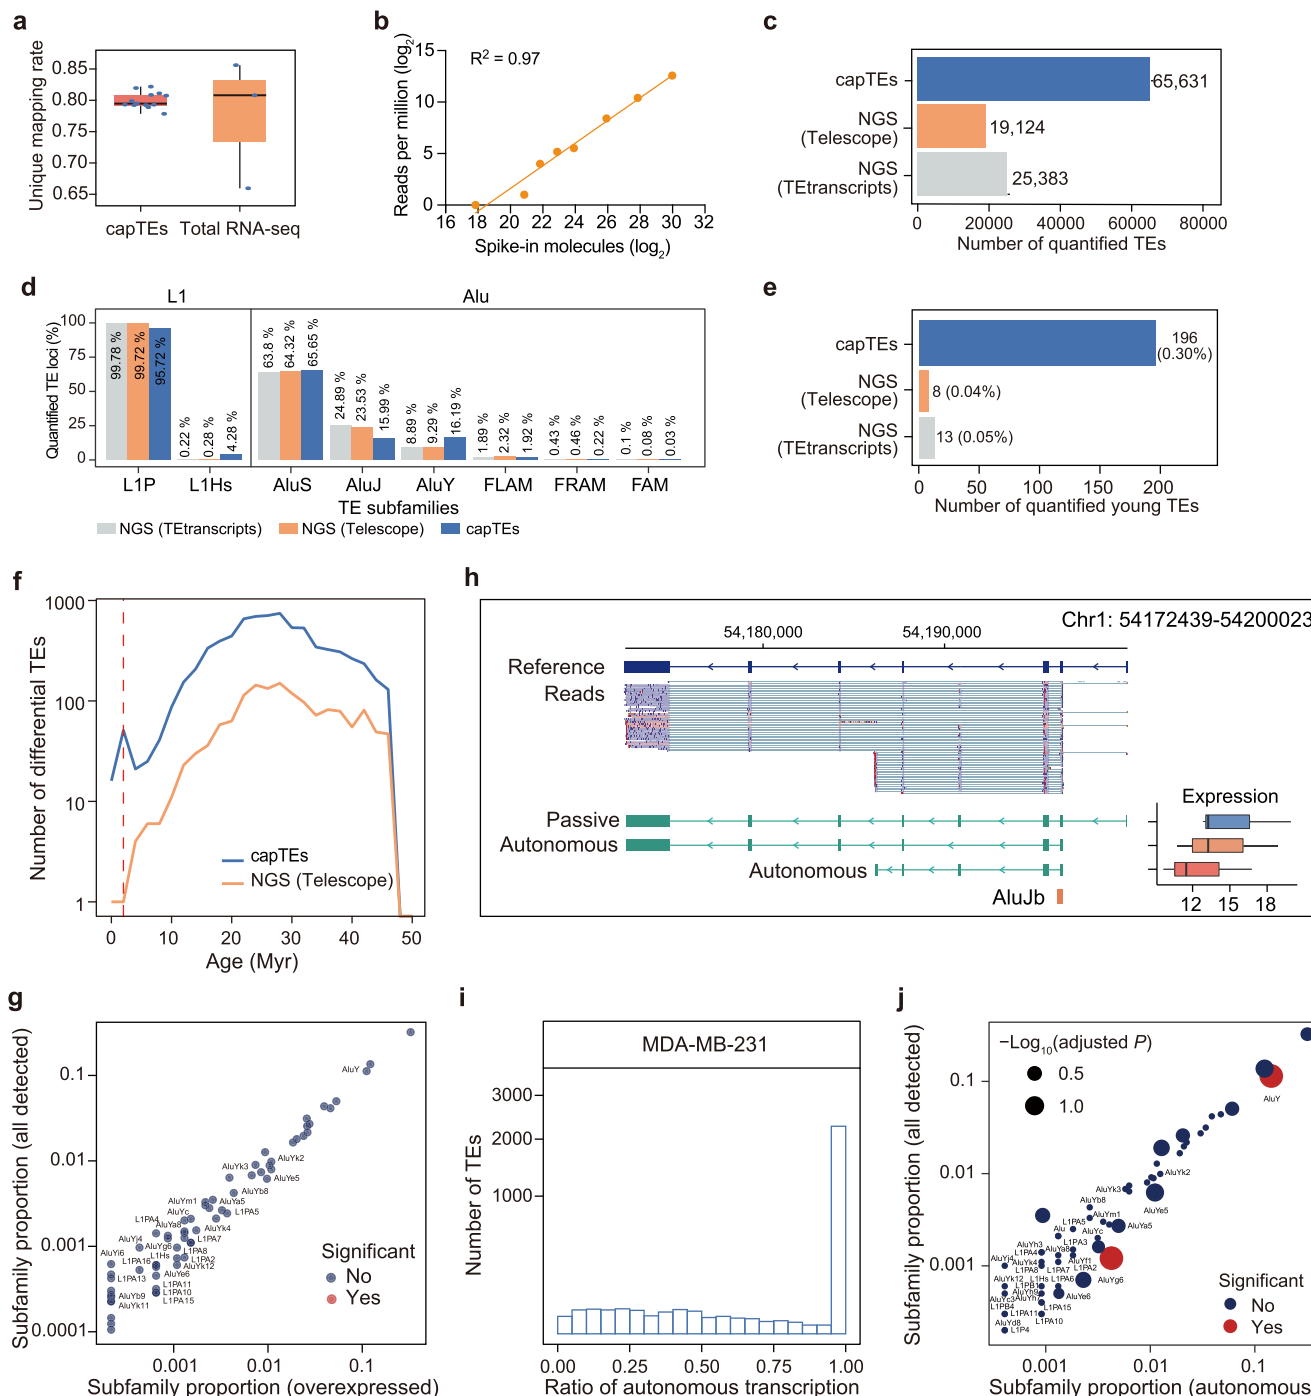 a
Unique mapping rate
0.85
0.80
0.75
0.70
0.65
capTEs
Total RNA-seq
b
Reads per million (log2)
15
10
5
0
R2 = 0.97
16 18 20 22 24 26 28 30 32
Spike-in molecules (log2)
c
capTEs
65,631
NGS
(Telescope)
19,124
NGS
(TEtranscripts)
25,383
0 20000 40000 60000 80000
Number of quantified TEs
d
L1
Alu
Quantified TE loci (%)
100
75
50
25
0
99.78 %
99.72 %
95.72 %
0.22 %
0.28 %
4.28 %
63.8 %
64.32 %
65.65 %
24.89 %
23.53 %
15.99 %
8.89 %
9.29 %
16.19 %
1.89 %
2.32 %
1.92 %
0.43 %
0.46 %
0.22 %
0.1 %
0.08 %
0.03 %
L1P L1Hs AluS AluJ AluY FLAM FRAM FAM
TE subfamilies
NGS (TEtranscripts) NGS (Telescope) capTEs
e
capTEs
196
(0.30%)
NGS
(Telescope)
8 (0.04%)
NGS
(TEtranscripts)
13 (0.05%)
0 50 100 150 200
Number of quantified young TEs
f
Number of differential TEs
1000
100
10
1
capTEs
NGS (Telescope)
0 10 20 30 40 50
Age (Myr)
h
Chr1: 54172439-54200023
54,180,000 54,190,000
Reference
Reads
Passive
Autonomous
Autonomous
AluJb
Expression
12 15 18
g
Subfamily proportion (all detected)
0.1
0.01
0.001
0.0001
AluY
AluYk2
AluYk3
AluYe5
AluYb8
AluYm1
AluYa5
AluYc
L1PA5
L1PA4
AluYa8
AluYk4
AluYj4
AluYg6
L1PA7
L1PA8
AluYi6
L1Hs
L1PA2
L1PA16
AluYk12
L1PA13
AluYe6
L1PA11
AluYb9
L1PA10
AluYk11
L1PA15
Significant
No
Yes
0.001 0.01 0.1
Subfamily proportion (overexpressed)
i
MDA-MB-231
Number of TEs
3000
2000
1000
0.00 0.25 0.50 0.75 1.00
Ratio of autonomous transcription
j
Subfamily proportion (all detected)
−Log10(adjusted P)
0.5
1.0
0.1
0.01
0.001
AluY
AluYk2
AluYk3
AluYe5
AluYb8
AluYm1
L1PA5
AluYa5
Alu
AluYc
AluYh3
L1PA3
L1PA4
AluYa8
AluYj4
AluYk4
AluYf1
L1PA8
L1PA7
L1PA2
AluYg6
AluYk12
L1Hs
L1PA6
L1PB1
AluYh9
AluYe6
AluYc3
AluYh7
L1PB4
L1PA15
L1PA11
L1PA10
AluYd8
L1P4
Significant
No
Yes
0.001 0.01 0.1
Subfamily proportion (autonomous